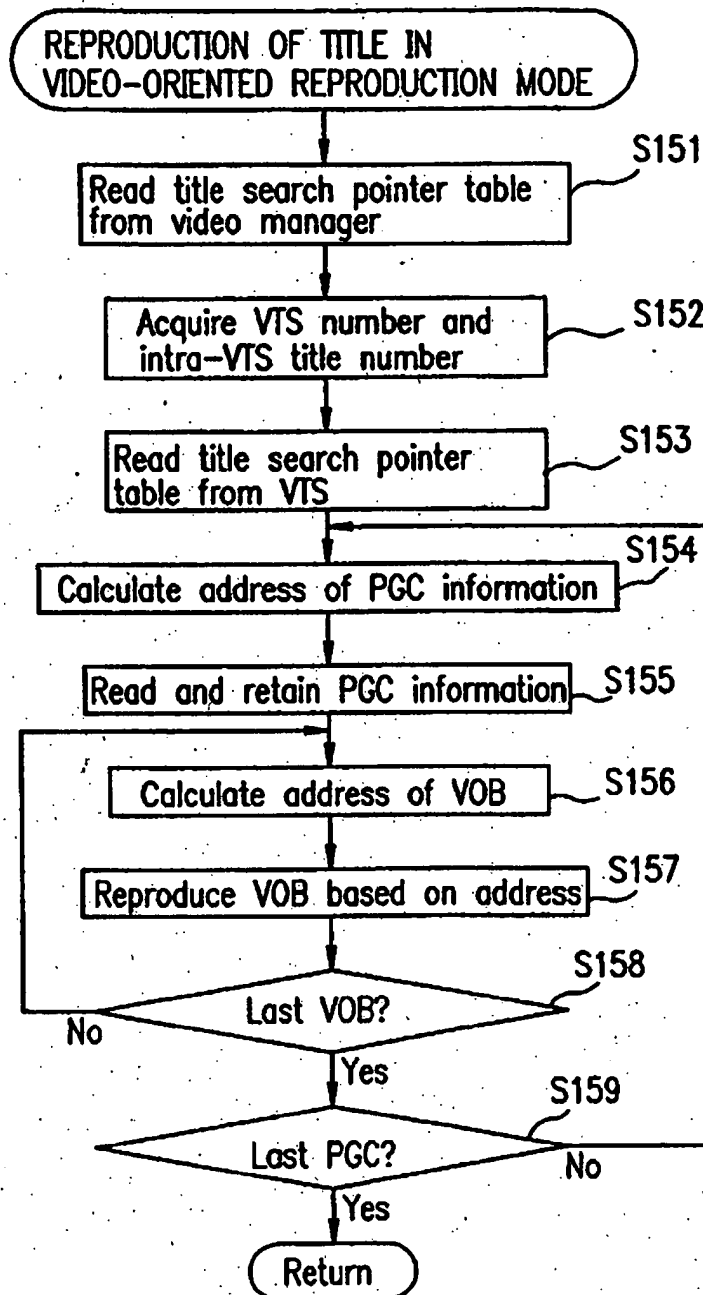 REPRODUCTION OF TITLE IN
VIDEO-ORIENTED REPRODUCTION MODE
S151
Read title search pointer table
from video manager
S152
Acquire VTS number and
intra-VTS title number
S153
Read title search pointer
table from VTS
S154
Calculate address of PGC information
S155
Read and retain PGC information
S156
Calculate address of VOB
S157
Reproduce VOB based on address
S158
Last VOB?
No
Yes
S159
Last PGC?
No
Yes
Return